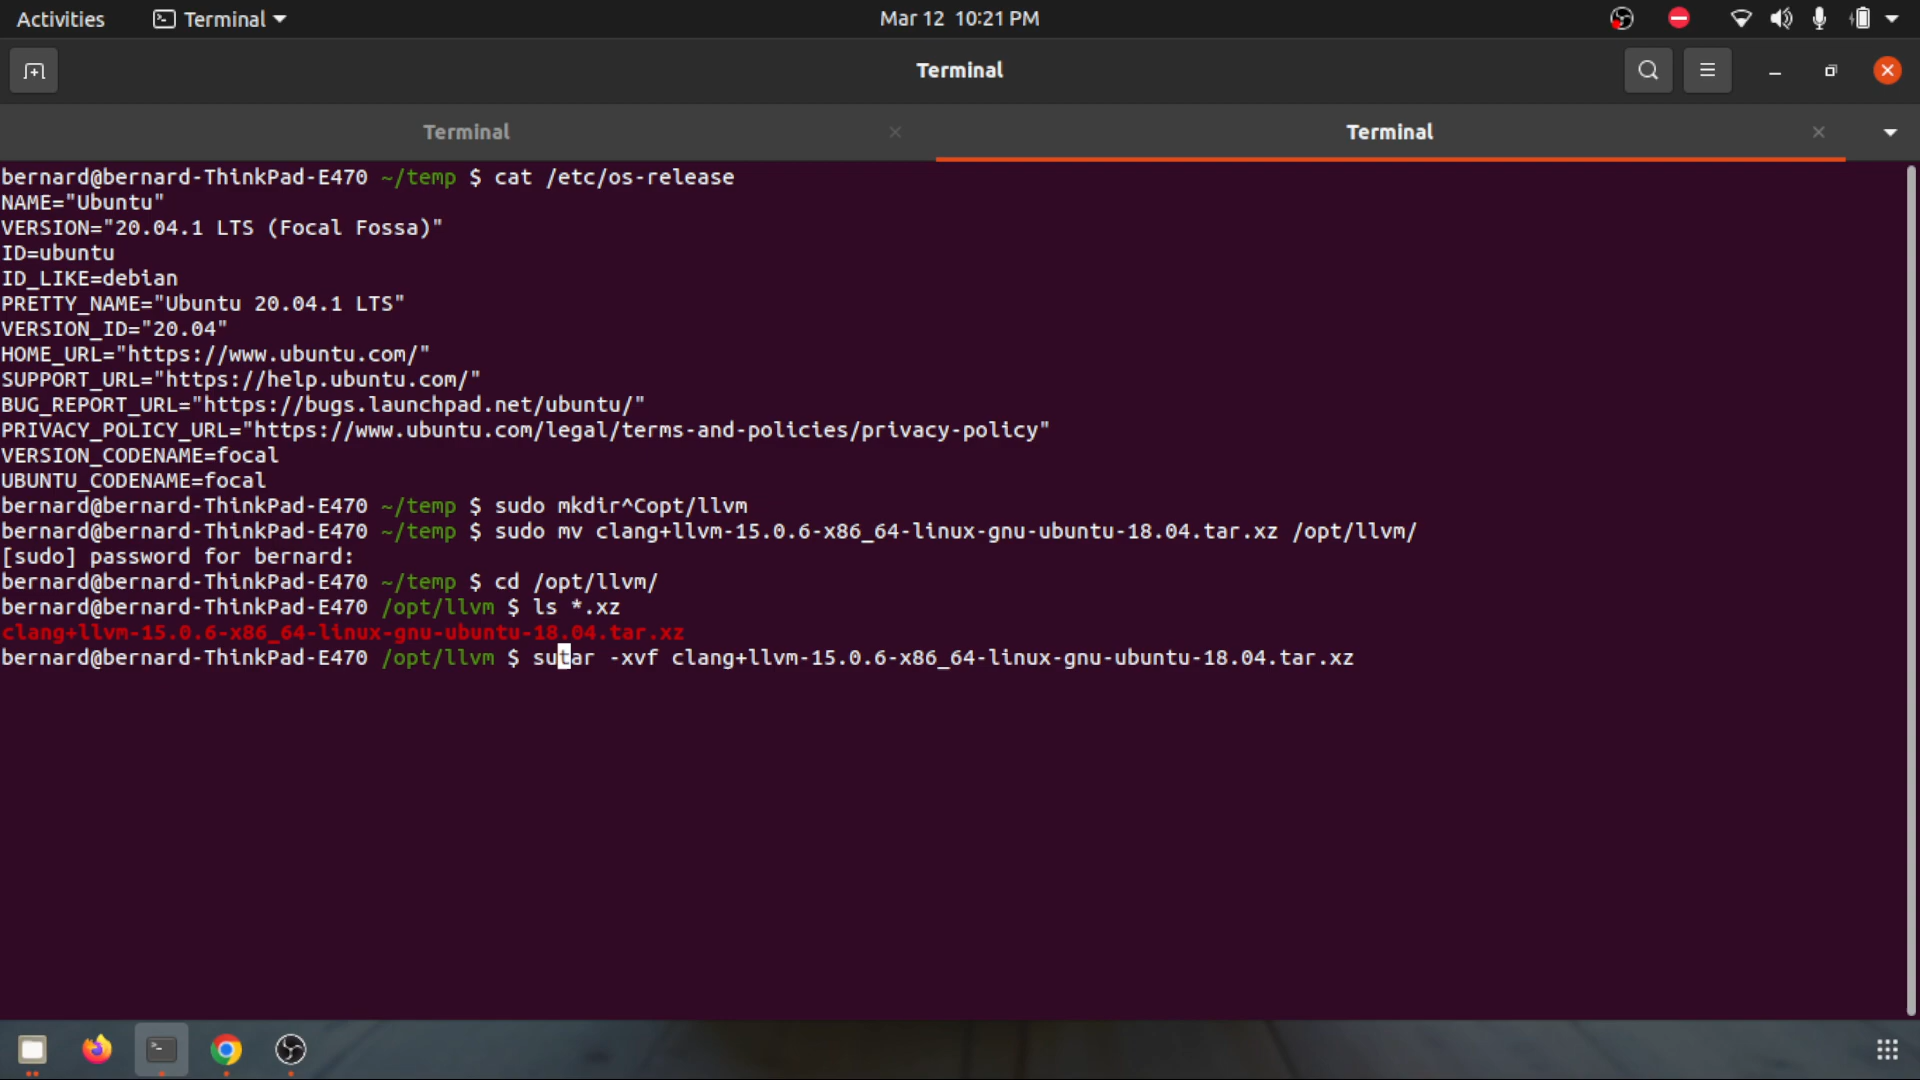 Activities
Terminal
Mar 12 10:21 PM
Terminal
Terminal
Terminal
bernard@bernard-ThinkPad-E470 ~/temp $ cat /etc/os-release
NAME="Ubuntu"
VERSION="20.04.1 LTS (Focal Fossa)"
ID=ubuntu
ID_LIKE=debian
PRETTY_NAME="Ubuntu 20.04.1 LTS"
VERSION_ID="20.04"
HOME_URL="https://www.ubuntu.com/"
SUPPORT_URL="https://help.ubuntu.com/"
BUG_REPORT_URL="https://bugs.launchpad.net/ubuntu/"
PRIVACY_POLICY_URL="https://www.ubuntu.com/legal/terms-and-policies/privacy-policy"
VERSION_CODENAME=focal
UBUNTU_CODENAME=focal
bernard@bernard-ThinkPad-E470 ~/temp $ sudo mkdir^Copt/llvm
bernard@bernard-ThinkPad-E470 ~/temp $ sudo mv clang+llvm-15.0.6-x86_64-linux-gnu-ubuntu-18.04.tar.xz /opt/llvm/
[sudo] password for bernard:
bernard@bernard-ThinkPad-E470 ~/temp $ cd /opt/llvm/
bernard@bernard-ThinkPad-E470 /opt/llvm $ ls *.xz
clang+llvm-15.0.6-x86_64-linux-gnu-ubuntu-18.04.tar.xz
bernard@bernard-ThinkPad-E470 /opt/llvm $ sutar -xvf clang+llvm-15.0.6-x86_64-linux-gnu-ubuntu-18.04.tar.xz